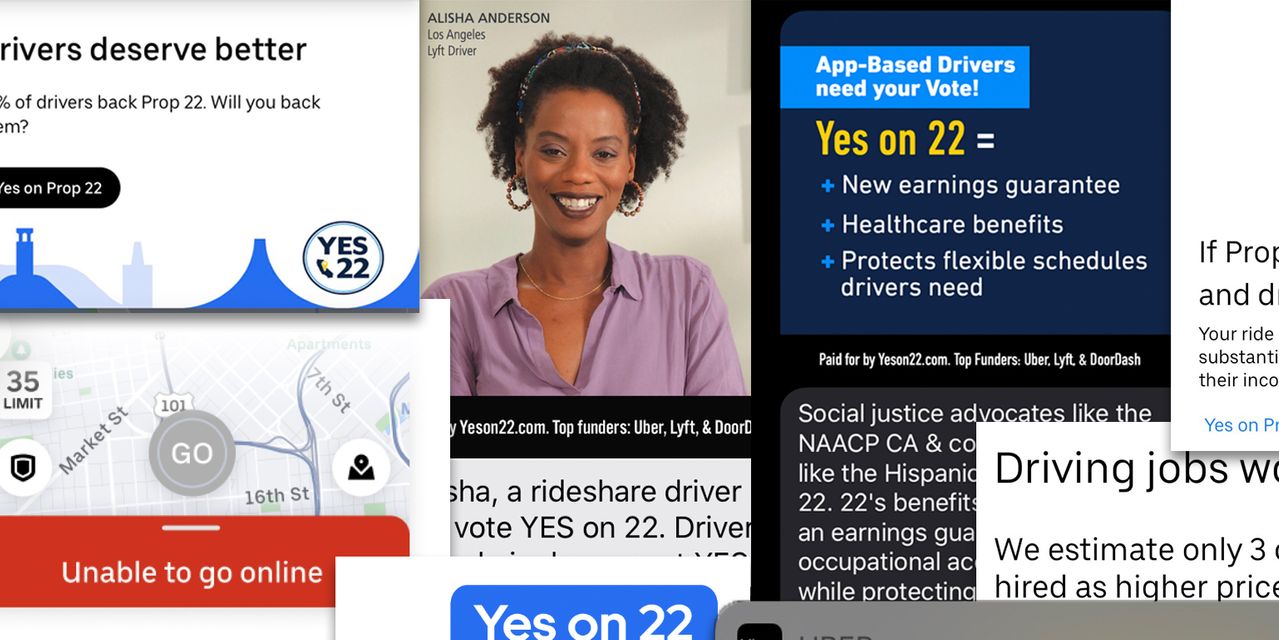 rivers deserve better
% of drivers back Prop 22. Will you back
em?
Yes on Prop 22
YES
22
35
LIMIT
ies
Apartments
101
7th St
Market St
GO
16th St
Unable to go online
ALISHA ANDERSON
Los Angeles
Lyft Driver
y Yeson22.com. Top funders: Uber, Lyft, & DoorD
sha, a rideshare driver
vote YES on 22. Driver
Yes on 22
App-Based Drivers
need your Vote!
Yes on 22 =
+ New earnings guarantee
+ Healthcare benefits
+ Protects flexible schedules
drivers need
Paid for by Yeson22.com. Top Funders: Uber, Lyft, & DoorDash
Social justice advocates like the
NAACP CA & co
like the Hispanic
22. 22's benefits
an earnings gua
occupational ac
while protecting
If Prop
and dr
Your ride
substanti
their inco
Yes on Pr
Driving jobs wo
We estimate only 3
hired as higher price
UBER